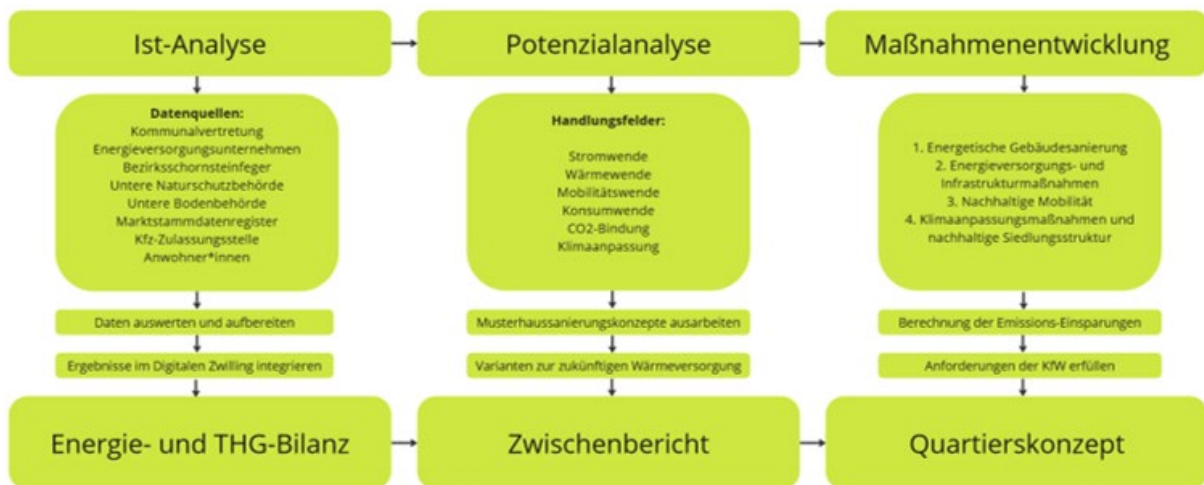 Ist-Analyse
Potenzialanalyse
Maßnahmenentwicklung
Datenquellen:
Kommunalvertretung
Energieversorgungsunternehmen
Bezirksschornsteinfeger
Untere Naturschutzbehörde
Untere Bodenbehörde
Marktstammdatenregister
Kfz-Zulassungsstelle
Anwohner*innen
Handlungsfelder:
Stromwende
Wärmewende
Mobilitätswende
Konsumwende
CO2-Bindung
Klimaanpassung
1. Energetische Gebäudesanierung
2. Energieversorgungs- und
Infrastrukturmaßnahmen
3. Nachhaltige Mobilität
4. Klimaanpassungsmaßnahmen und
nachhaltige Siedlungsstruktur
Daten auswerten und aufbereiten
Musterhaussanierungskonzepte ausarbeiten
Berechnung der Emissions-Einsparungen
Ergebnisse im Digitalen Zwilling integrieren
Varianten zur zukünftigen Wärmeversorgung
Anforderungen der KfW erfüllen
Energie- und THG-Bilanz
Zwischenbericht
Quartierskonzept